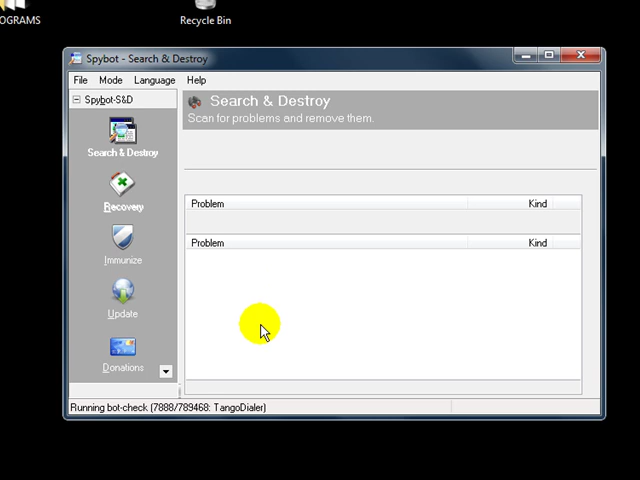 OGRAMS
Recycle Bin
Spybot - Search & Destroy
File Mode Language Help
Spybot-S&D
Search & Destroy
Scan for problems and remove them.
Search & Destroy
Recovery
Immunize
Update
Donations
Problem Kind
Problem Kind
Running bot-check (7888/789468: TangoDialer)